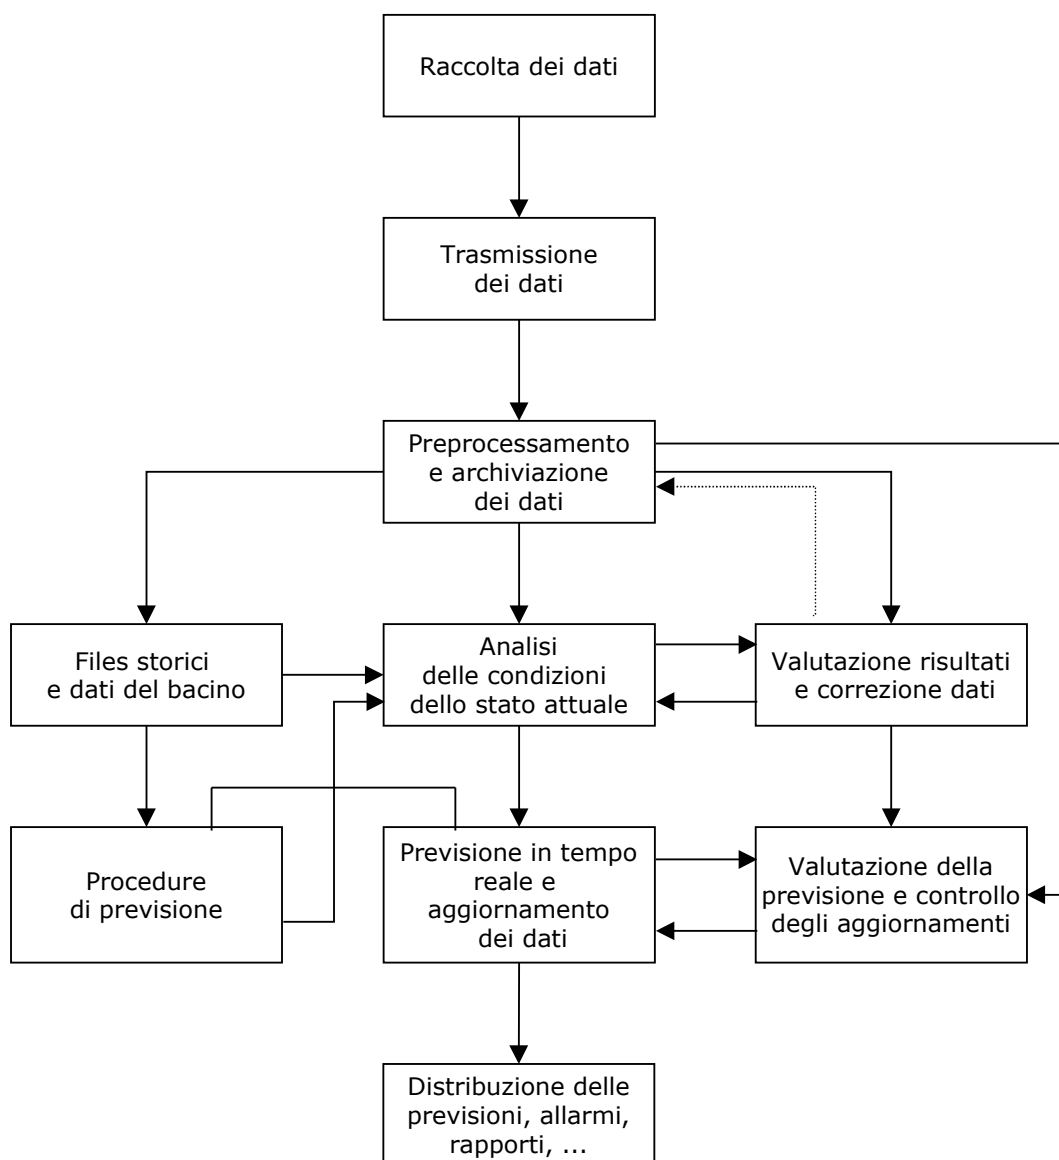 Raccolta dei dati
Trasmissione
dei dati
Preprocessamento
e archiviazione
dei dati
Files storici
e dati del bacino
Analisi
delle condizioni
dello stato attuale
Valutazione risultati
e correzione dati
Procedure
di previsione
Previsione in tempo
reale e
aggiornamento
dei dati
Valutazione della
previsione e controllo
degli aggiornamenti
Distribuzione delle
previsioni, allarmi,
rapporti, ...